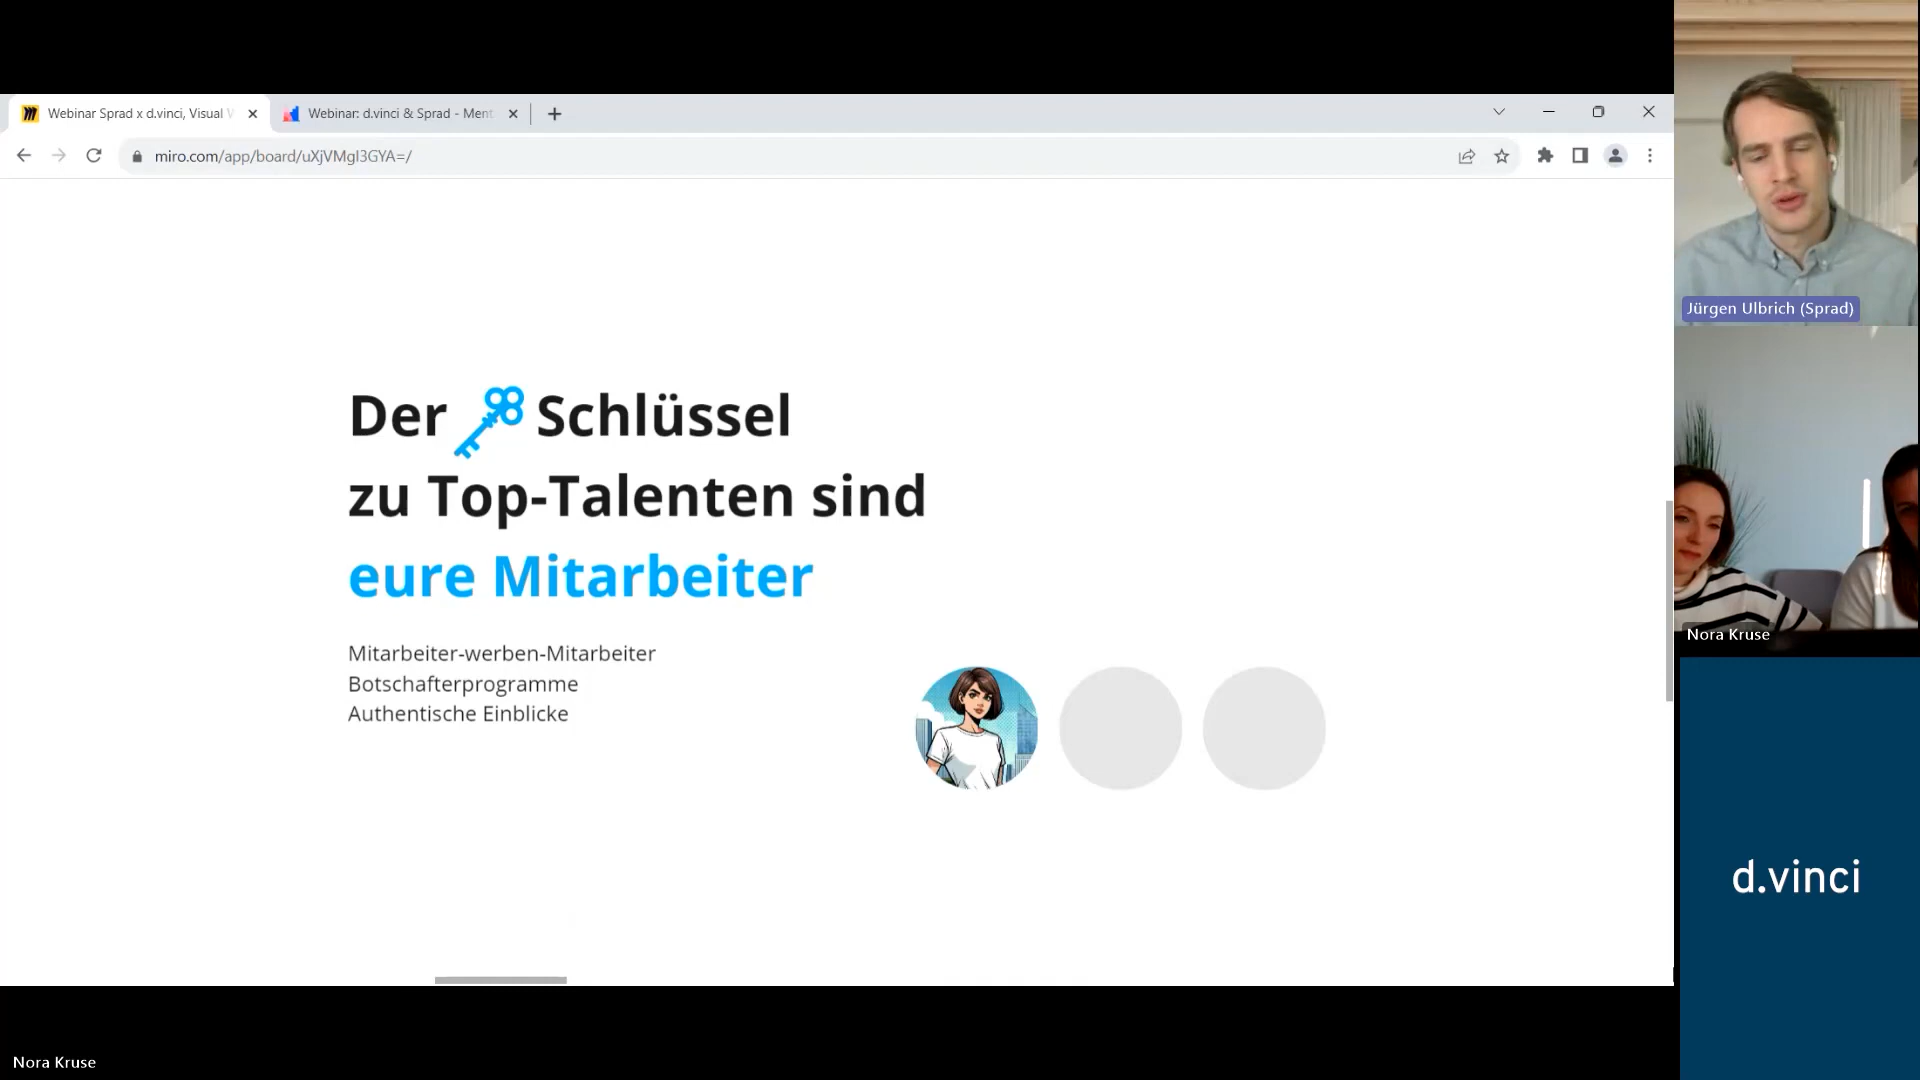 Webinar Sprad x d.vinci, Visual
Webinar: d.vinci & Sprad - Ment
miro.com/app/board/uXjVMgI3GYA=/
Der Schlüssel
zu Top-Talenten sind
eure Mitarbeiter
Mitarbeiter-werben-Mitarbeiter
Botschafterprogramme
Authentische Einblicke
Jürgen Ulbrich (Sprad)
Nora Kruse
d.vinci
Nora Kruse